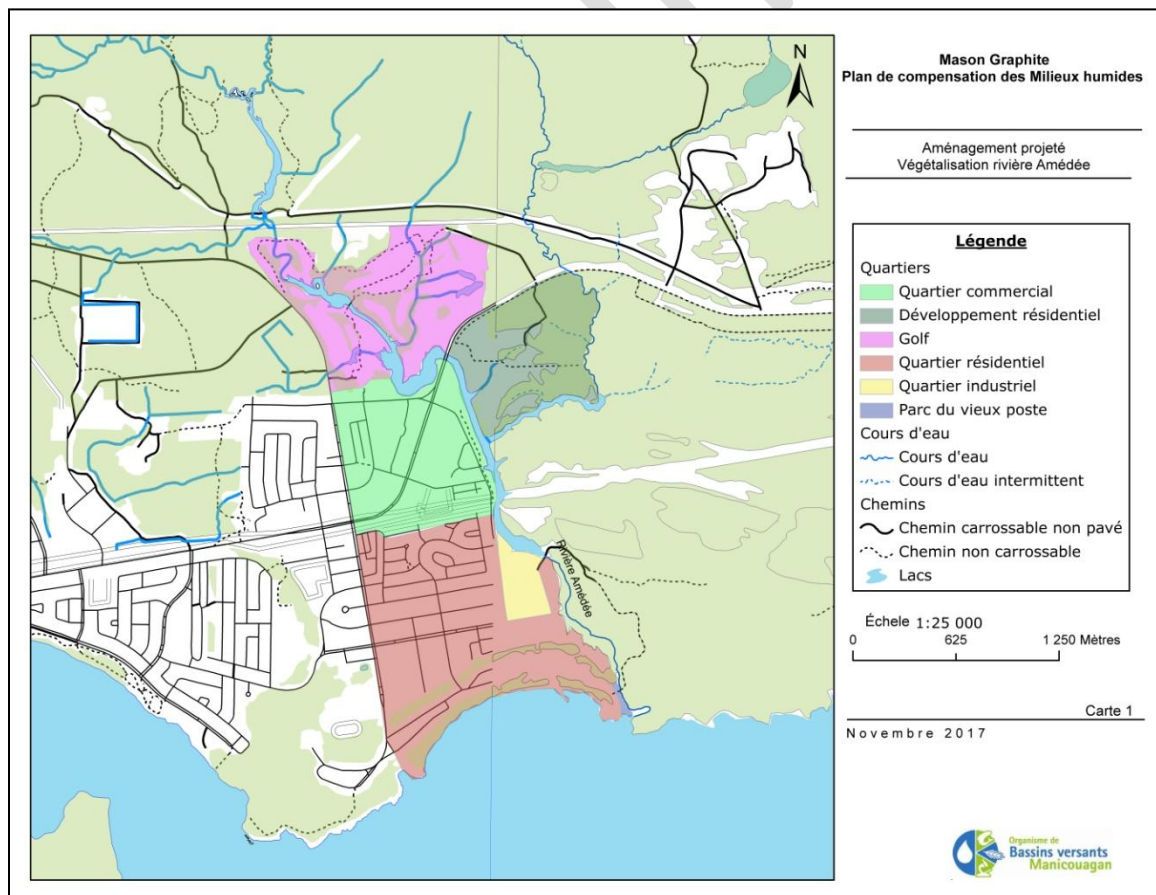 N
Rivière Amédée
Mason Graphite
Plan de compensation des Milieux humides
Aménagement projeté
Végétalisation rivière Amédée
Légende
Quartiers
Quartier commercial
Développement résidentiel
Golf
Quartier résidentiel
Quartier industriel
Parc du vieux poste
Cours d'eau
Cours d'eau
Cours d'eau intermittent
Chemins
Chemin carrossable non pavé
Chemin non carrossable
Lacs
Échele 1:25 000
0 625 1 250 Mètres
Carte 1
Novembre 2017
Organisme de
Bassins versants
Manicouagan